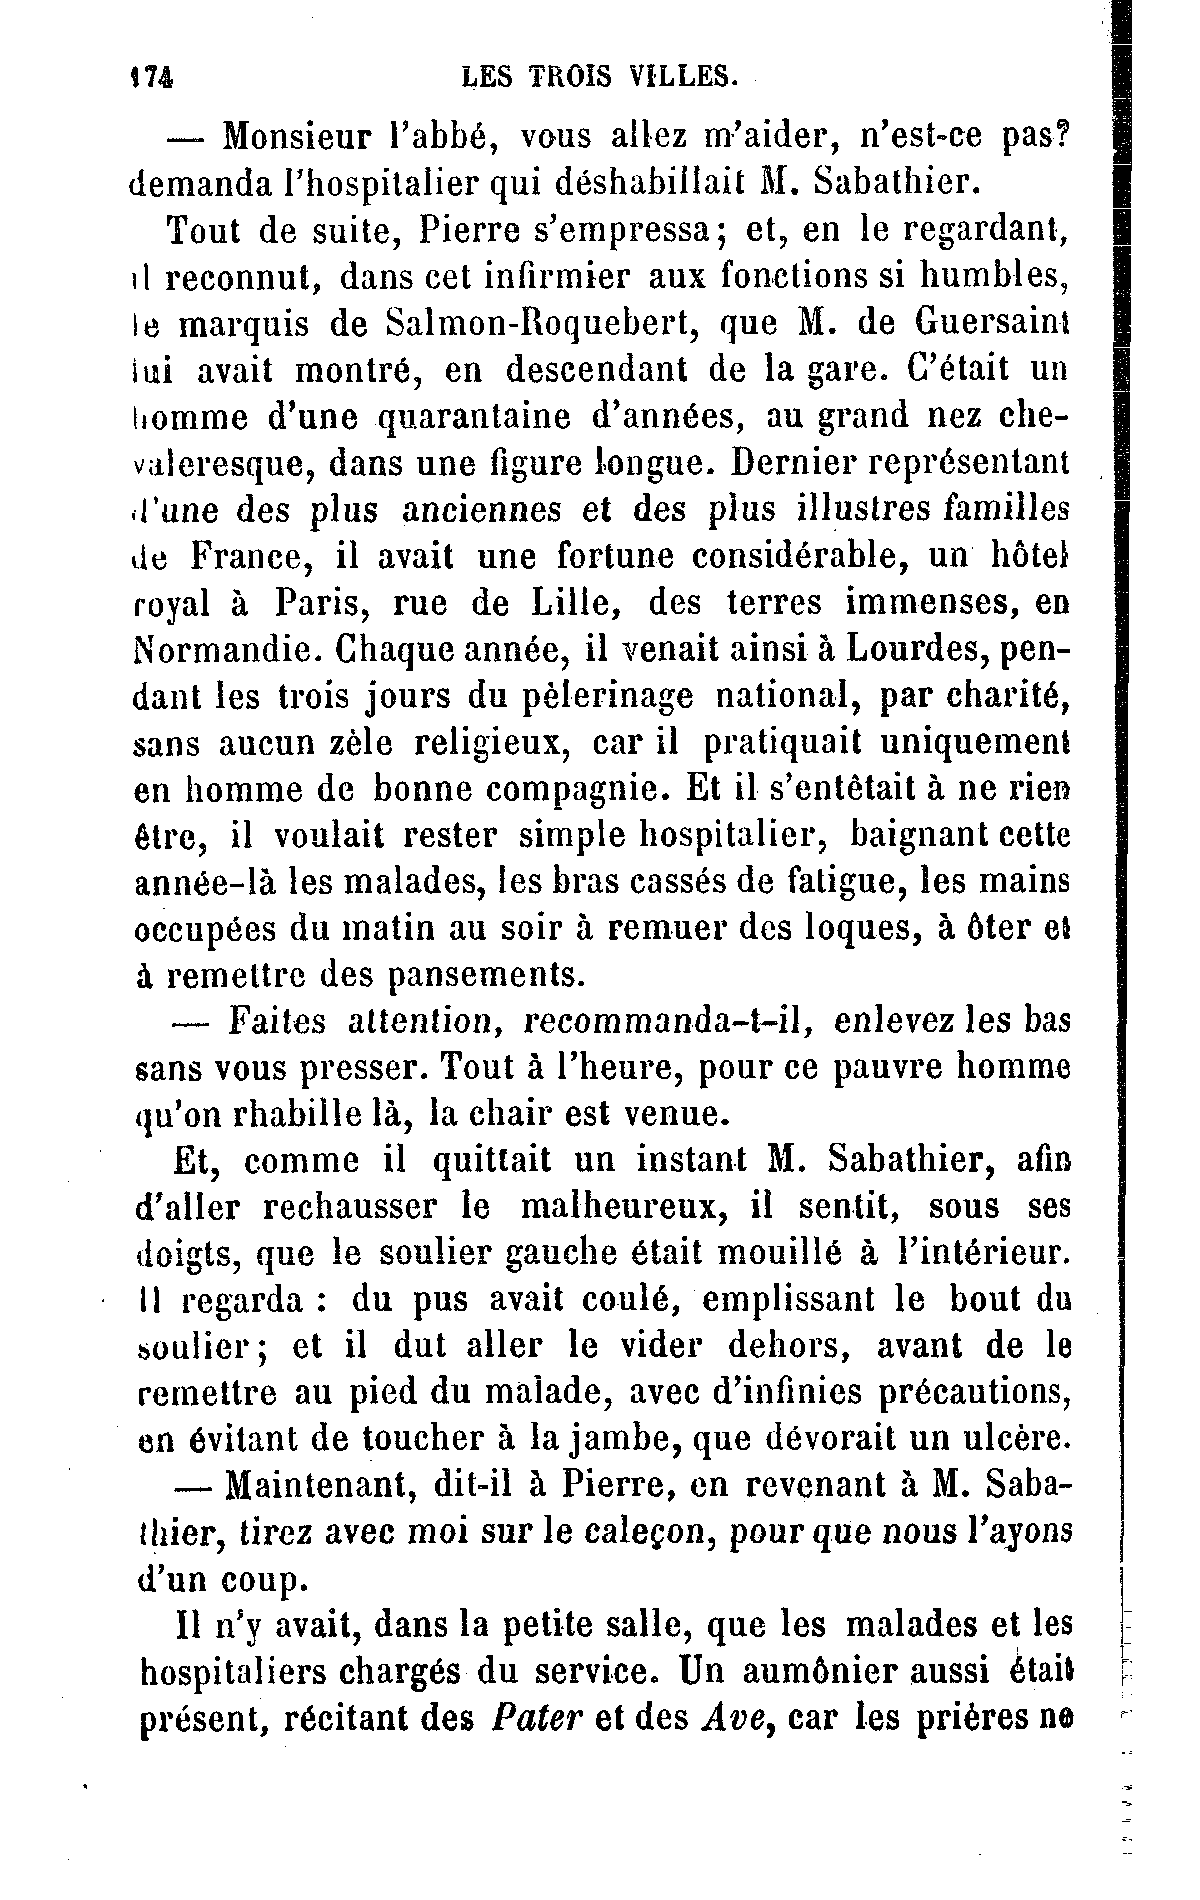 174 LES TROIS VILLES.
— Monsieur l'abbé, vous allez m'aider, n'est-ce pas?
demanda l'hospitalier qui déshabillait M. Sabathier.
Tout de suite, Pierre s'empressa; et, en le regardant,
il reconnut, dans cet infirmier aux fonctions si humbles,
le marquis de Salmon-Roquebert, que M. de Guersaint
lui avait montré, en descendant de la gare. C'était un
homme d'une quarantaine d'années, au grand nez che-
valeresque, dans une figure longue. Dernier représentant
d'une des plus anciennes et des plus illustres familles
de France, il avait une fortune considérable, un hôtel
royal à Paris, rue de Lille, des terres immenses, en
Normandie. Chaque année, il venait ainsi à Lourdes, pen-
dant les trois jours du pèlerinage national, par charité,
sans aucun zèle religieux, car il pratiquait uniquement
en homme de bonne compagnie. Et il s'entêtait à ne rien
être, il voulait rester simple hospitalier, baignant cette
année-là les malades, les bras cassés de fatigue, les mains
occupées du matin au soir à remuer des loques, à ôter et
à remettre des pansements.
— Faites attention, recommanda-t-il, enlevez les bas
sans vous presser. Tout à l'heure, pour ce pauvre homme
qu'on rhabille là, la chair est venue.
Et, comme il quittait un instant M. Sabathier, afin
d'aller rechausser le malheureux, il sentit, sous ses
doigts, que le soulier gauche était mouillé à l'intérieur.
Il regarda : du pus avait coulé, emplissant le bout du
soulier; et il dut aller le vider dehors, avant de le
remettre au pied du malade, avec d'infinies précautions,
en évitant de toucher à la jambe, que dévorait un ulcère.
— Maintenant, dit-il à Pierre, en revenant à M. Saba-
thier, tirez avec moi sur le caleçon, pour que nous l'ayons
d'un coup.
Il n'y avait, dans la petite salle, que les malades et les
hospitaliers chargés du service. Un aumônier aussi était
présent, récitant des Pater et des Ave, car les prières ne